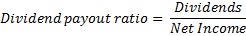 Dividend payout ratio = Dividends / Net Income